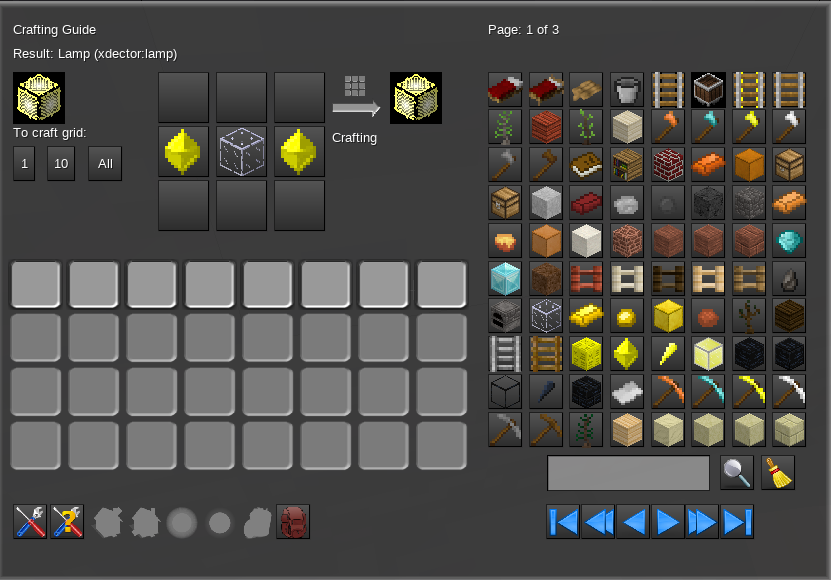 Crafting Guide
Page: 1 of 3
Result: Lamp (xdector:lamp)
To craft grid:
1
10
All
Crafting